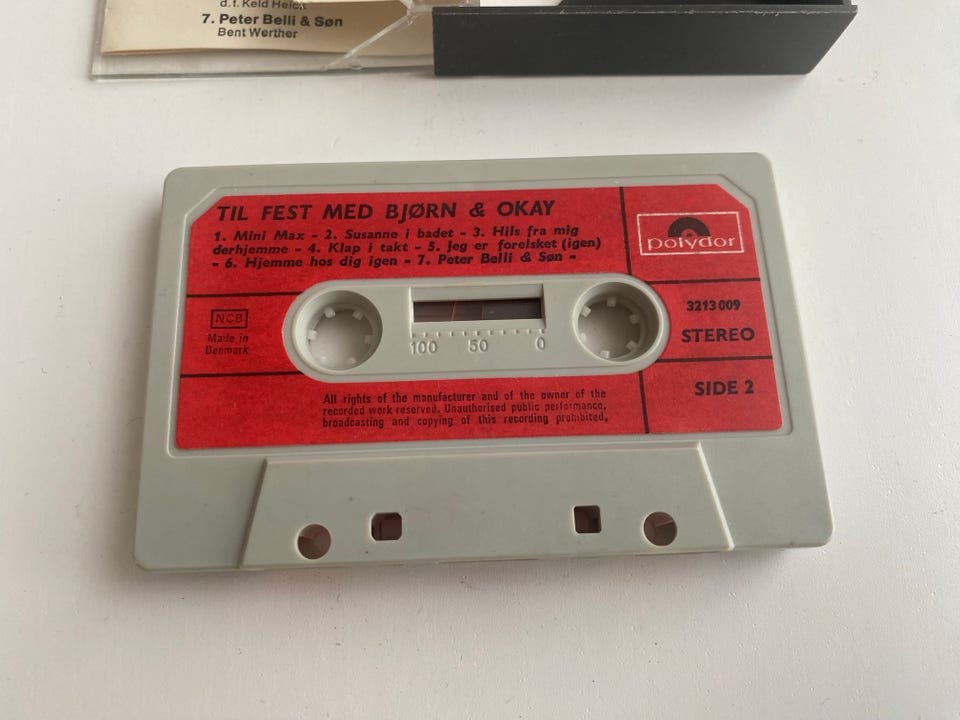 d.t. Keld Heick
7. Peter Belli & Søn
Bent Werther
TIL FEST MED BJØRN & OKAY
1. Mini Max - 2. Susanne i badet - 3. Hils fra mig
derhjemme - 4. Klap i takt - 5. Jeg er forelsket (igen)
- 6. Hjemme hos dig igen - 7. Peter Belli & Søn -
polydor
NCB
Made in
Denmark
3213 009
STEREO
100 50 0
SIDE 2
All rights of the manufacturer and of the owner of the
recorded work reserved. Unauthorised public performance,
broadcasting and copying of this recording prohibited.